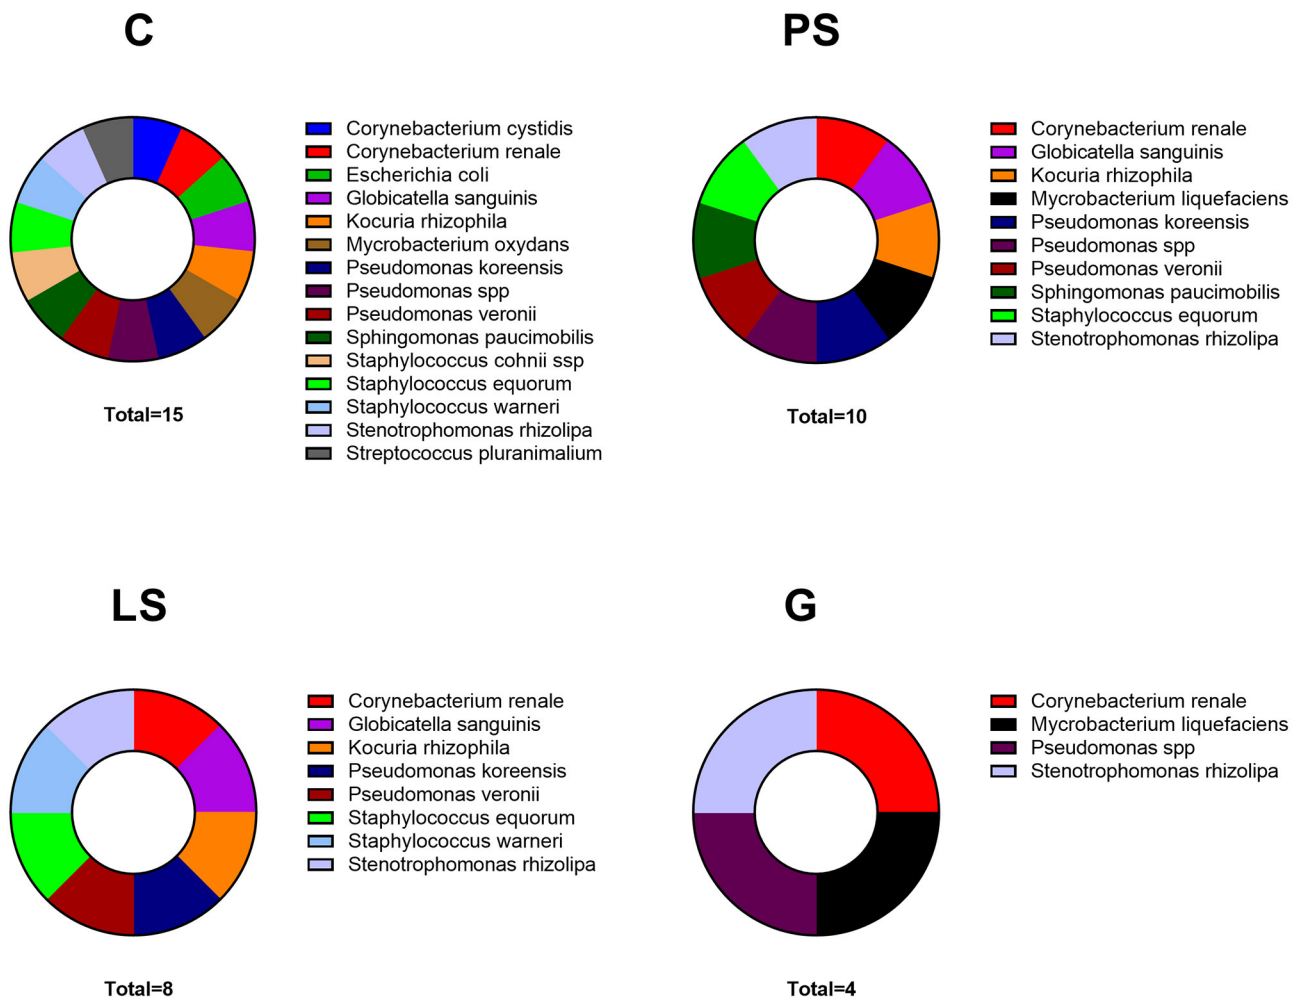 C
Corynebacterium cystidis
Corynebacterium renale
Escherichia coli
Globicatella sanguinis
Kocuria rhizophila
Mycrobacterium oxydans
Pseudomonas koreensis
Pseudomonas spp
Pseudomonas veronii
Sphingomonas paucimobilis
Staphylococcus cohnii ssp
Staphylococcus equorum
Staphylococcus warneri
Stenotrophomonas rhizolipa
Streptococcus pluranimalium
Total=15
PS
Corynebacterium renale
Globicatella sanguinis
Kocuria rhizophila
Mycrobacterium liquefaciens
Pseudomonas koreensis
Pseudomonas spp
Pseudomonas veronii
Sphingomonas paucimobilis
Staphylococcus equorum
Stenotrophomonas rhizolipa
Total=10
LS
Corynebacterium renale
Globicatella sanguinis
Kocuria rhizophila
Pseudomonas koreensis
Pseudomonas veronii
Staphylococcus equorum
Staphylococcus warneri
Stenotrophomonas rhizolipa
Total=8
G
Corynebacterium renale
Mycrobacterium liquefaciens
Pseudomonas spp
Stenotrophomonas rhizolipa
Total=4